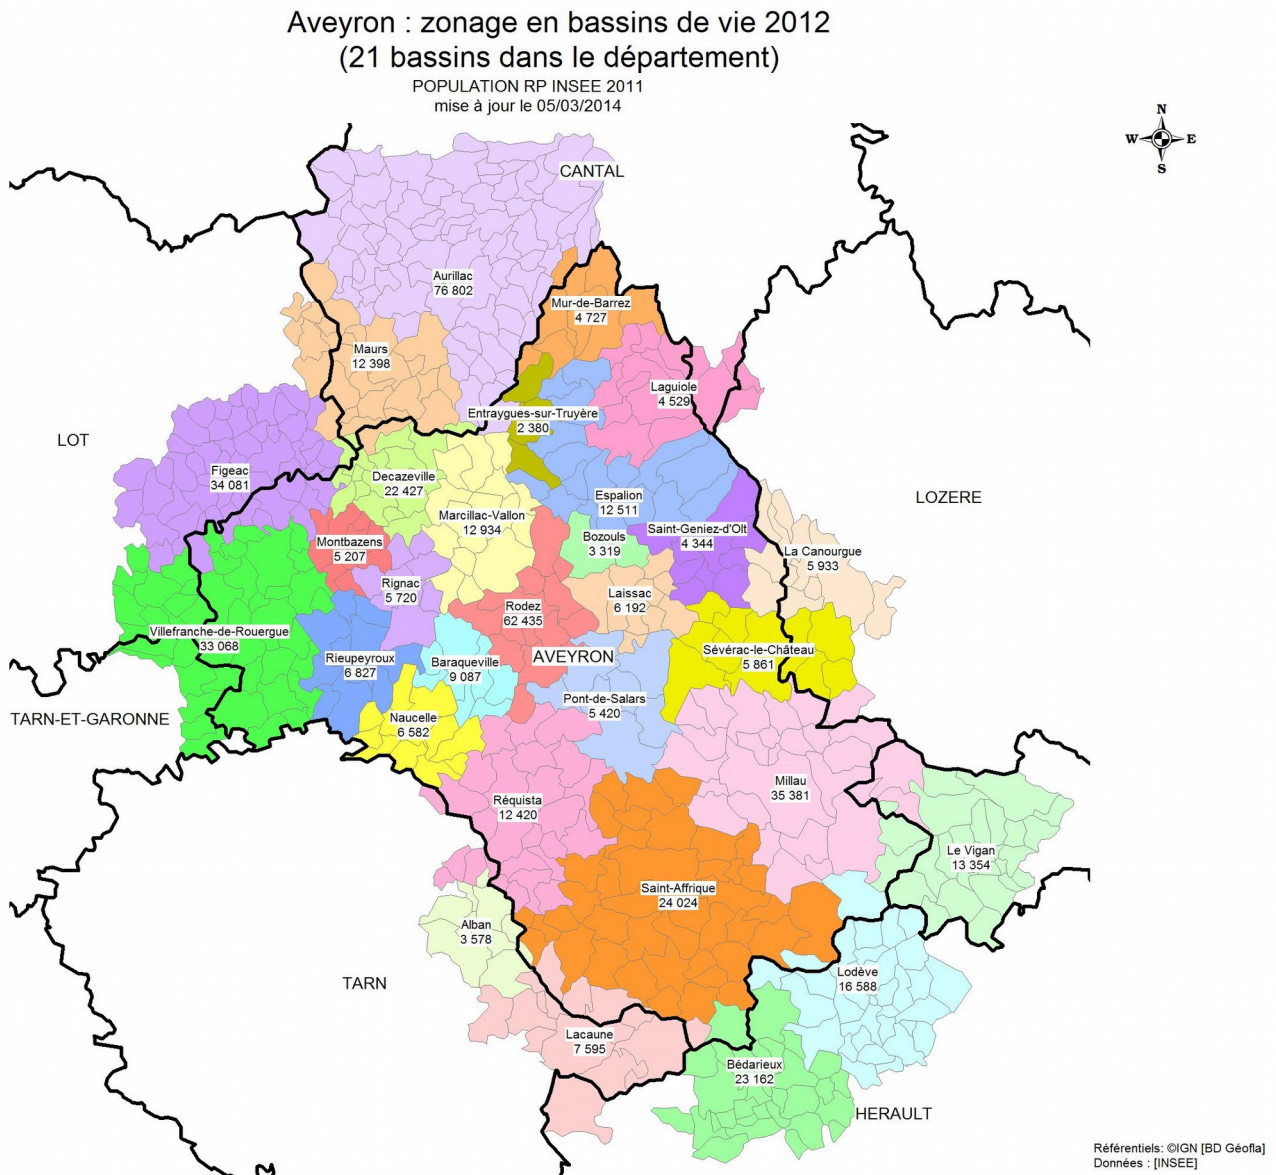 Aveyron : zonage en bassins de vie 2012
(21 bassins dans le département)
POPULATION RP INSEE 2011
mise à jour le 05/03/2014
N
W E
S
CANTAL
Aurillac
76 802
Mur-de-Barrez
4 727
Maurs
12 398
Laguiole
4 529
Entraygues-sur-Truyère
2 380
LOT
Figeac
34 081
Decazeville
22 427
Espalion
12 511
LOZERE
Marcillac-Vallon
12 934
Saint-Geniez-d'Olt
4 344
Bozouls
3 319
Montbazens
5 207
La Canourgue
5 933
Rignac
5 720
Laissac
6 192
Rodez
62 435
Villefranche-de-Rouergue
33 068
Rieupeyroux
6 827
Baraqueville
9 087
AVEYRON
Sévérac-le-Château
5 861
Pont-de-Salars
5 420
TARN-ET-GARONNE
Naucelle
6 582
Millau
35 381
Réquista
12 420
Le Vigan
13 354
Saint-Affrique
24 024
Alban
3 578
TARN
Lodève
16 588
Lacaune
7 595
Bédarieux
23 162
HERAULT
Référentiels: ©IGN [BD Géofla]
Données : [INSEE]